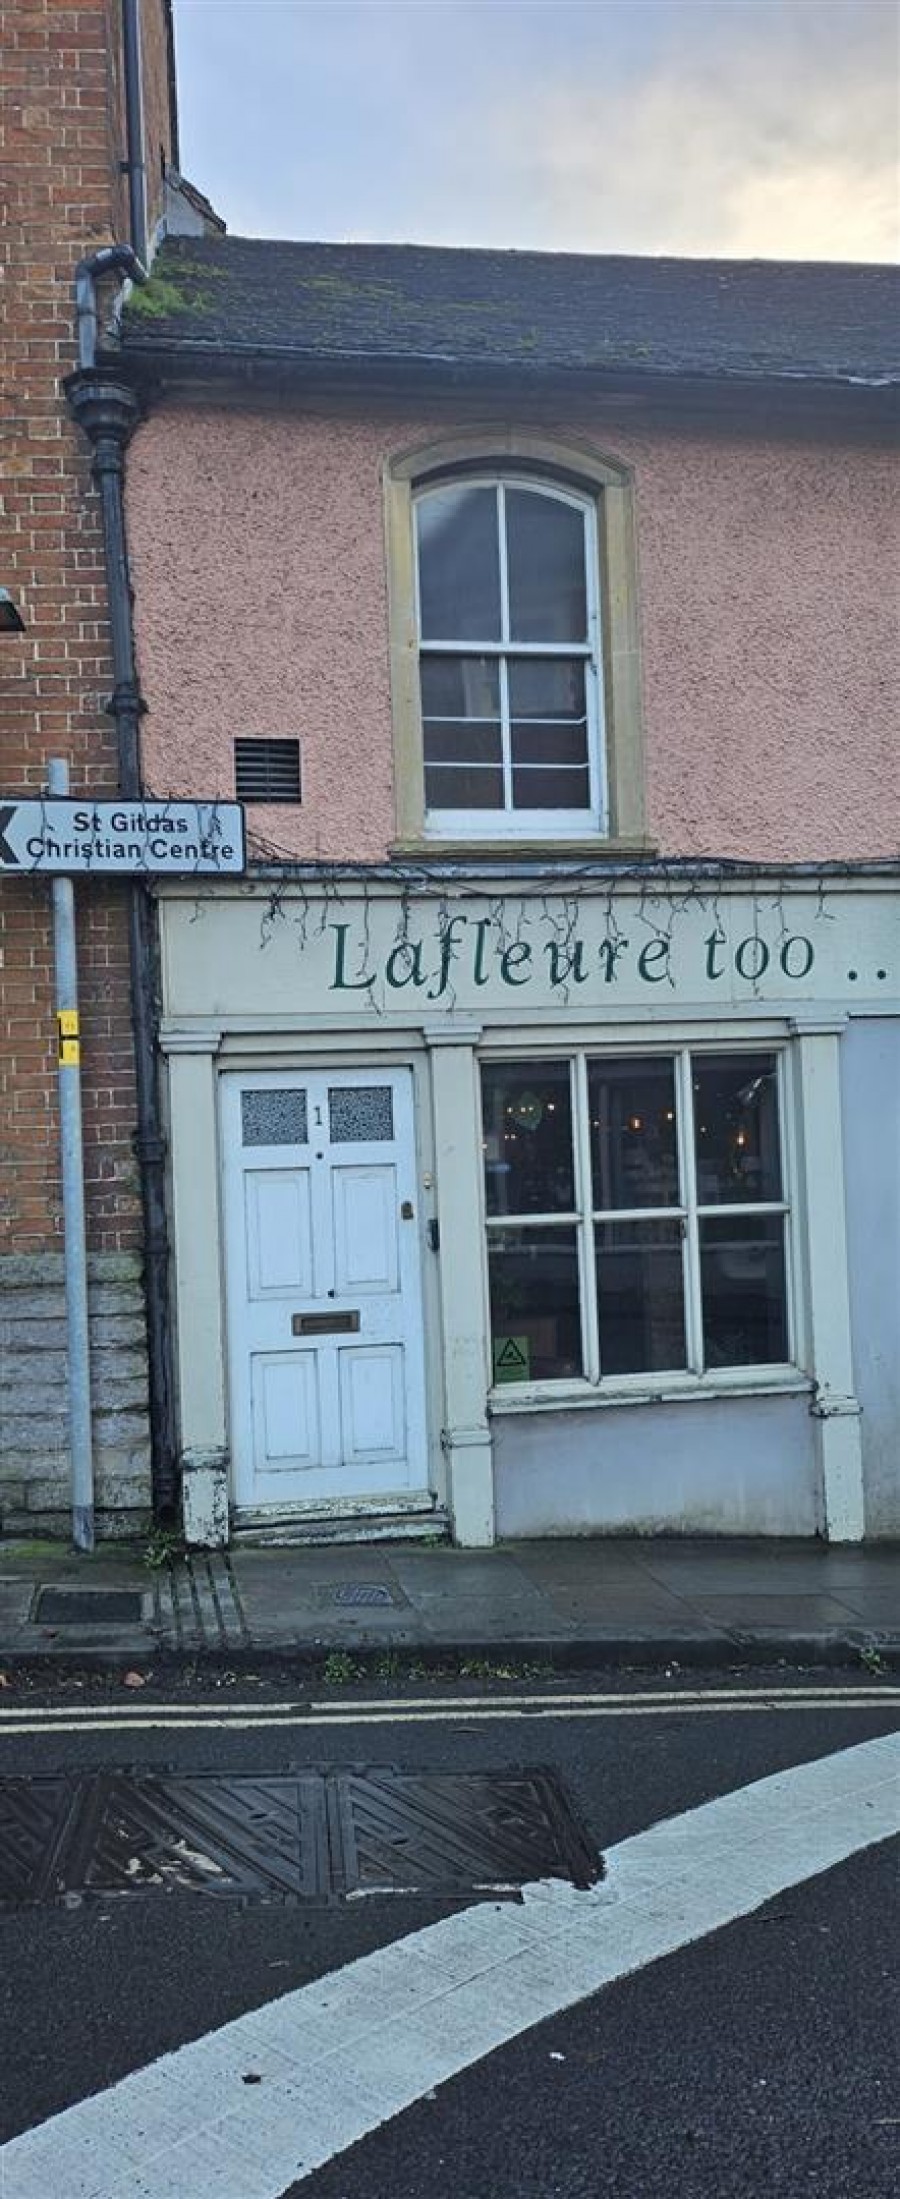 St Gildas
Christian Centre
Lafleure too ..
1